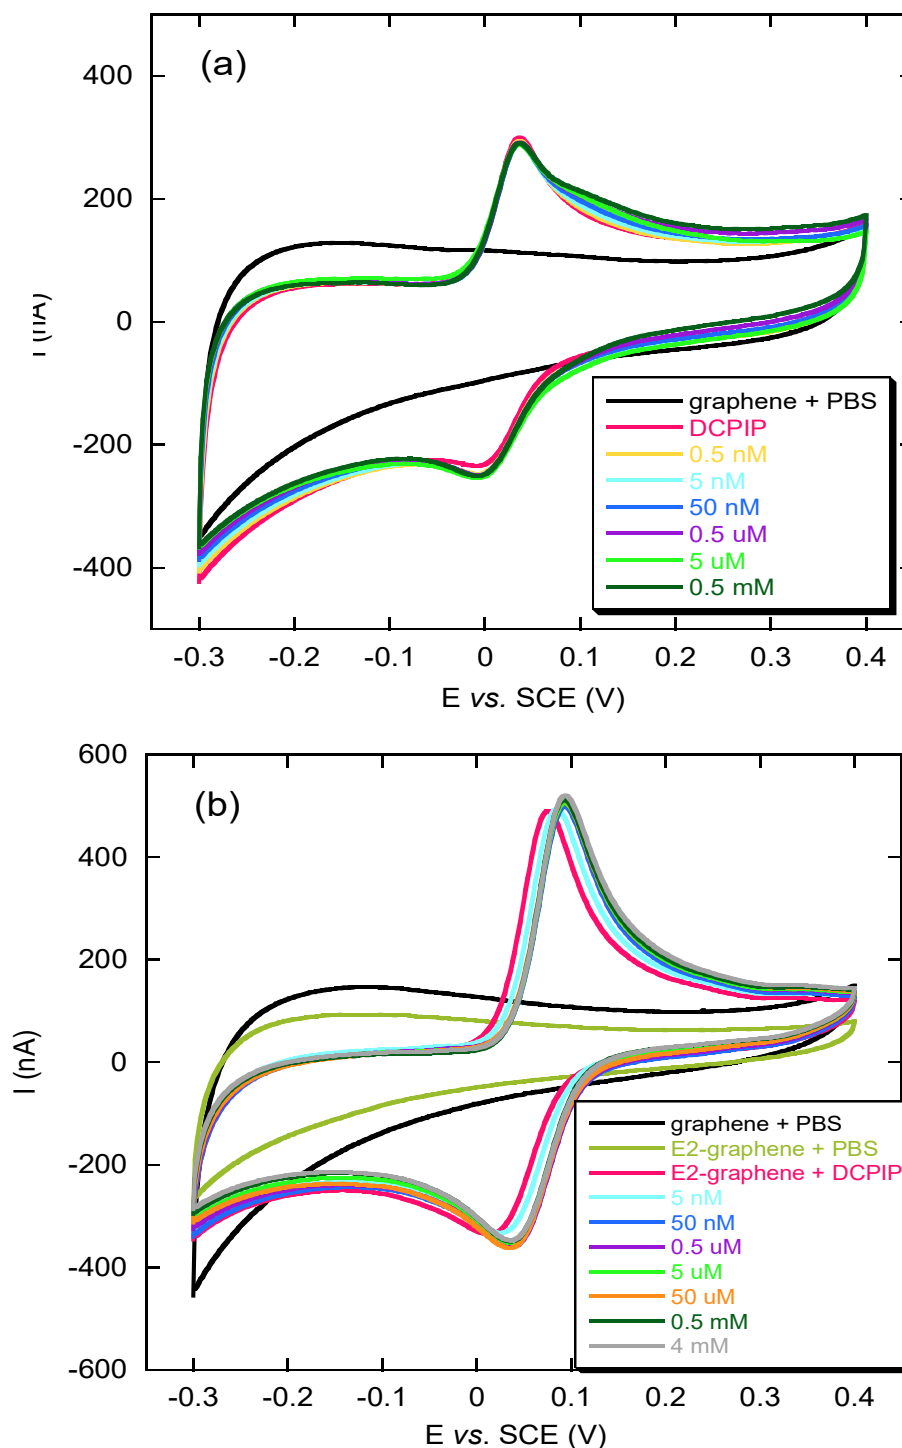 (a)
400
200
0
-200
-400
I (nA)
graphene + PBS
DCPIP
0.5 nM
5 nM
50 nM
0.5 uM
5 uM
0.5 mM
-0.3 -0.2 -0.1 0 0.1 0.2 0.3 0.4
E vs. SCE (V)
(b)
600
400
200
0
-200
-400
-600
I (nA)
graphene + PBS
E2-graphene + PBS
E2-graphene + DCPIP
5 nM
50 nM
0.5 uM
5 uM
50 uM
0.5 mM
4 mM
-0.3 -0.2 -0.1 0 0.1 0.2 0.3 0.4
E vs. SCE (V)